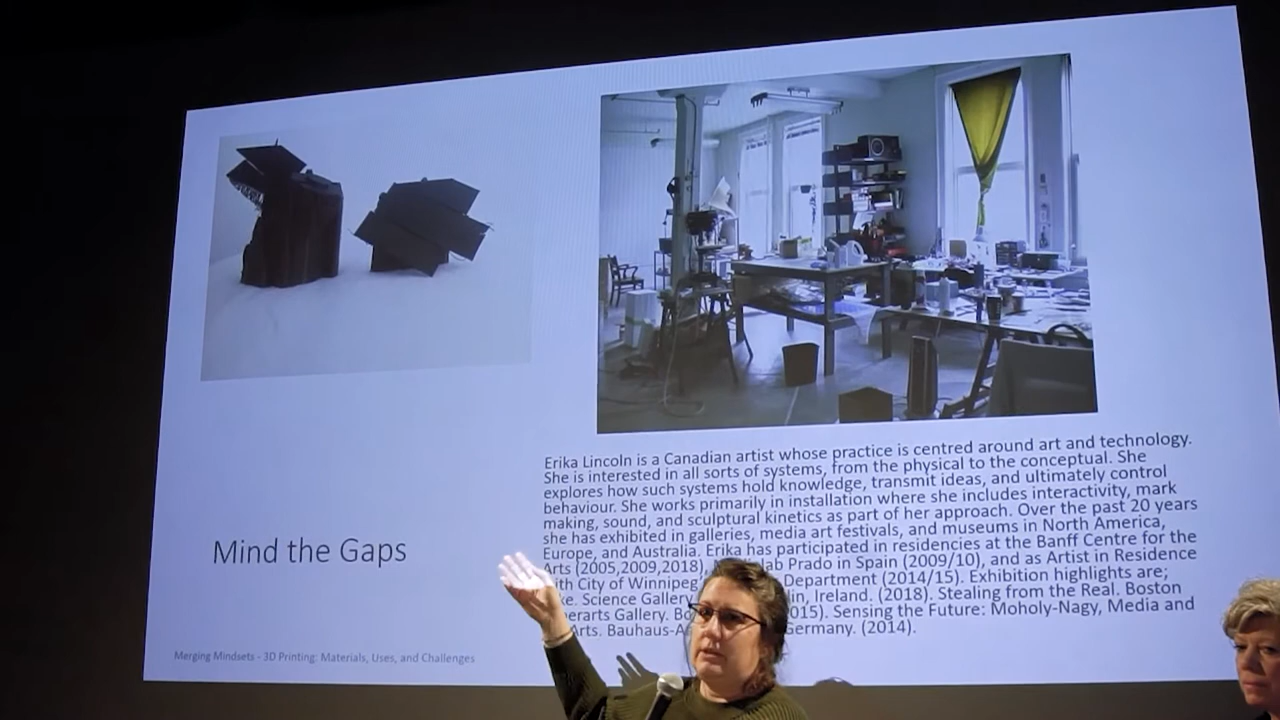 Erika Lincoln is a Canadian artist whose practice is centred around art and technology.
She is interested in all sorts of systems, from the physical to the conceptual. She
explores how such systems hold knowledge, transmit ideas, and ultimately control
behaviour. She works primarily in installation where she includes interactivity, mark
making, sound, and sculptural kinetics as part of her approach. Over the past 20 years
she has exhibited in galleries, media art festivals, and museums in North America,
Europe, and Australia. Erika has participated in residencies at the Banff Centre for the
Arts (2005,2009,2018), lab Prado in Spain (2009/10), and as Artist in Residence
with City of Winnipeg Department (2014/15). Exhibition highlights are;
Science Gallery Ireland. (2018). Stealing from the Real. Boston
Gallery. 2015). Sensing the Future: Moholy-Nagy, Media and
Arts. Germany. (2014).
Mind the Gaps
Merging Mindsets - 3D Printing: Materials, Uses, and Challenges